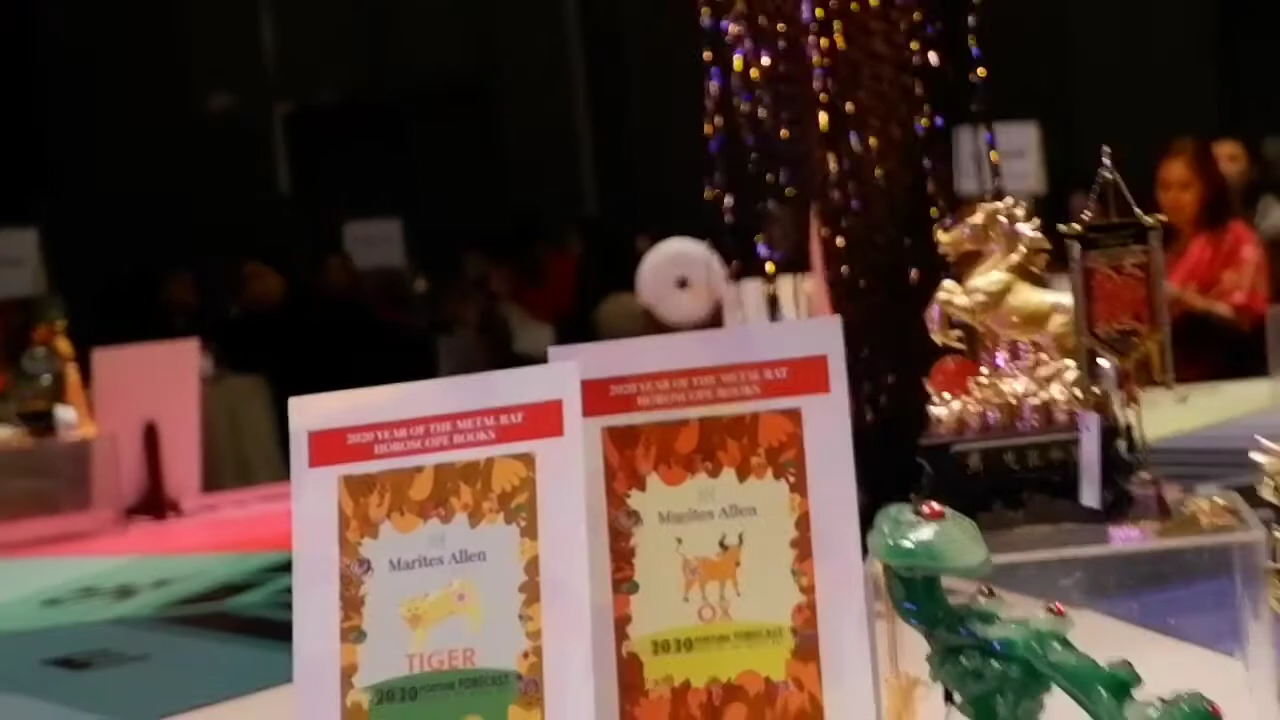 2020 YEAR OF THE METAL RAT
HOROSCOPE BOOKS
Marites Allen
TIGER
2020 FORTUNE FORECAST
2020 YEAR OF THE METAL RAT
HOROSCOPE BOOKS
Marites Allen
OX
2020 FORTUNE FORECAST